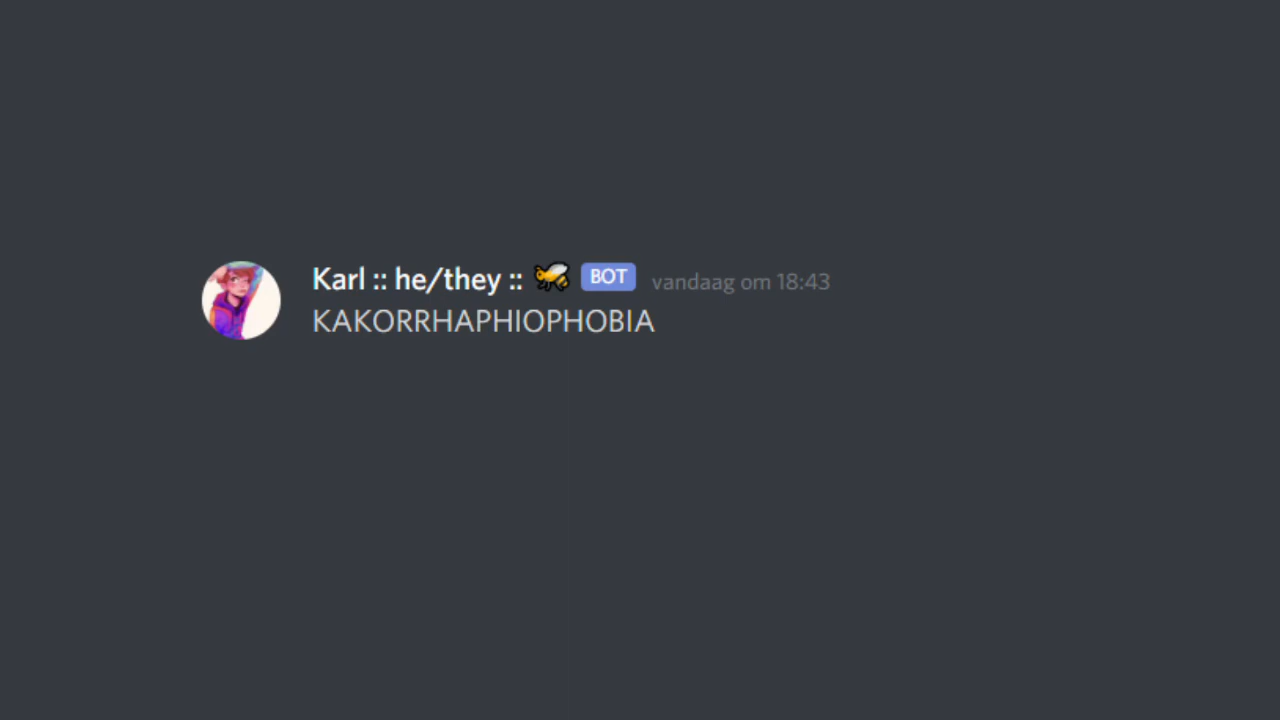 Karl :: he/they :: 🐝 BOT vandaag om 18:43
KAKORRHAPHIOPHOBIA